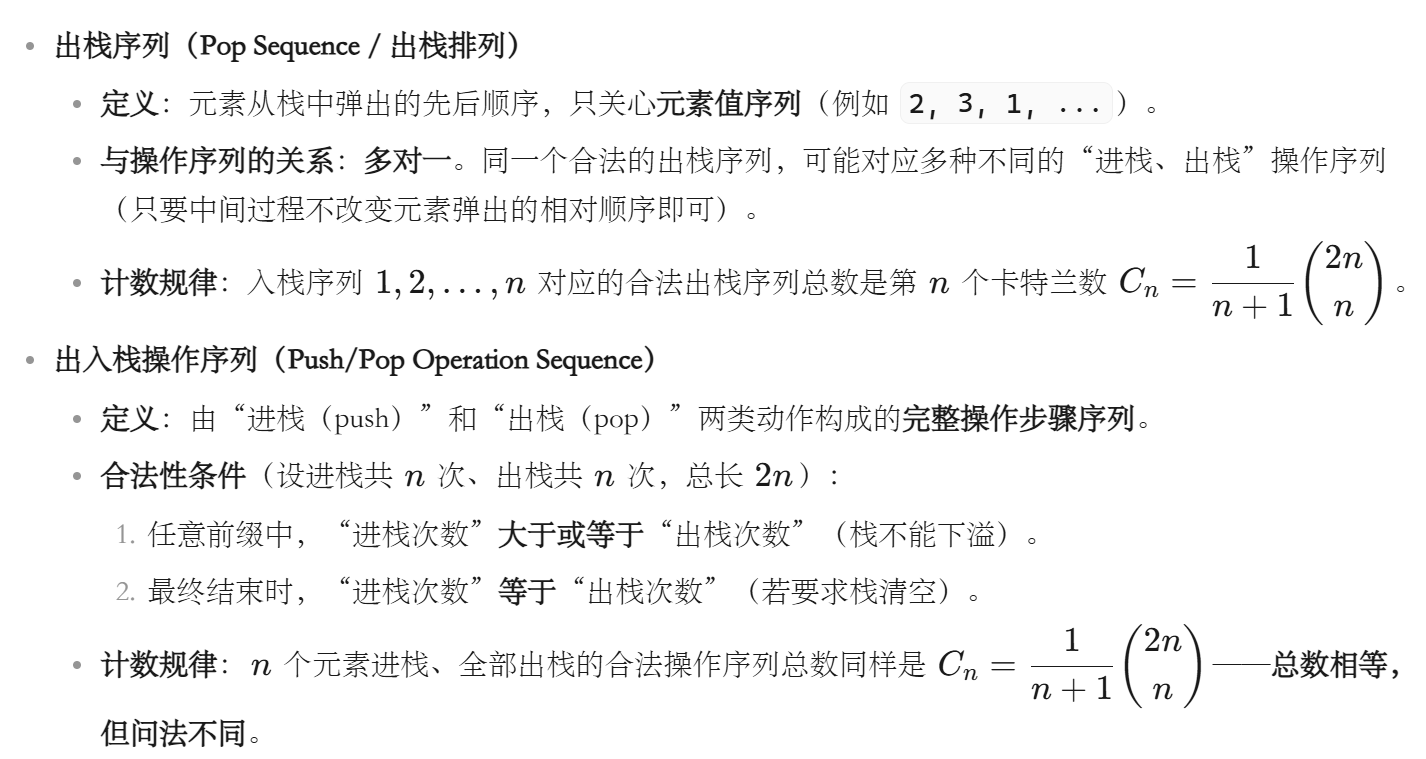 • 出栈序列（Pop Sequence / 出栈排列）
• 定义：元素从栈中弹出的先后顺序，只关心元素值序列（例如 2, 3, 1, ... ）。
• 与操作序列的关系：多对一。同一个合法的出栈序列，可能对应多种不同的“进栈、出栈”操作序列
（只要中间过程不改变元素弹出的相对顺序即可）。
• 计数规律：入栈序列 1, 2, . . . , n 对应的合法出栈序列总数是第 n 个卡特兰数 $C_n = \frac{1}{n+1}\binom{2n}{n}$。
• 出入栈操作序列（Push/Pop Operation Sequence）
• 定义：由“进栈（push）”和“出栈（pop）”两类动作构成的完整操作步骤序列。
• 合法性条件（设进栈共 n 次、出栈共 n 次，总长 2n）：
1. 任意前缀中，“进栈次数”大于或等于“出栈次数”（栈不能下溢）。
2. 最终结束时，“进栈次数”等于“出栈次数”（若要求栈清空）。
• 计数规律：n 个元素进栈、全部出栈的合法操作序列总数同样是 $C_n = \frac{1}{n+1}\binom{2n}{n}$——总数相等，
但问法不同。